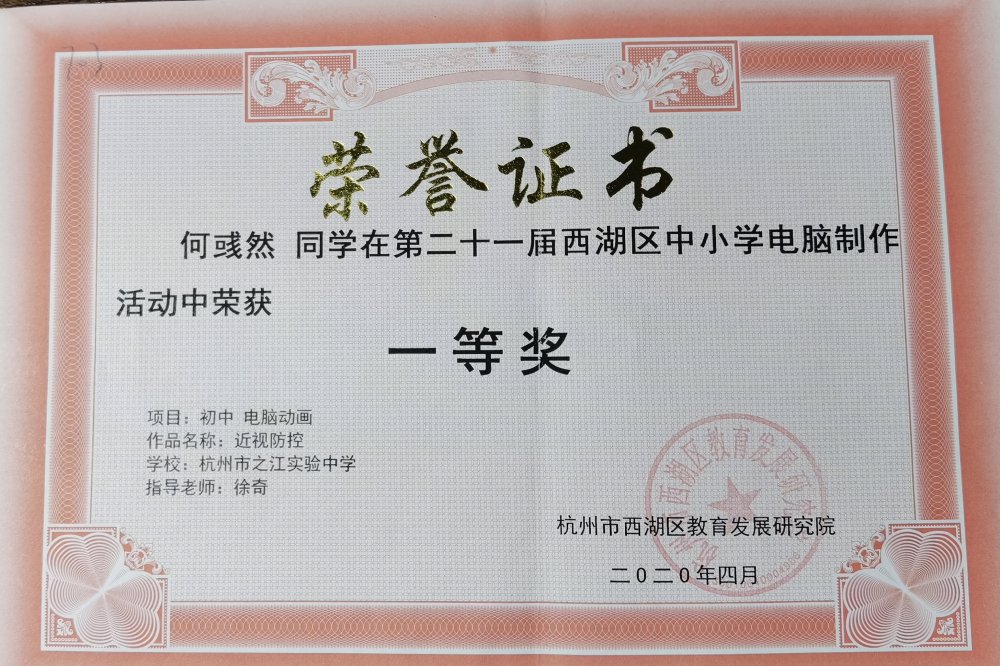 荣誉证书
何彧然 同学在第二十一届西湖区中小学电脑制作
活动中荣获
一等奖
项目：初中 电脑动画
作品名称：近视防控
学校：杭州市之江实验中学
指导老师：徐奇
杭州市西湖区教育发展研究院
二0二0年四月